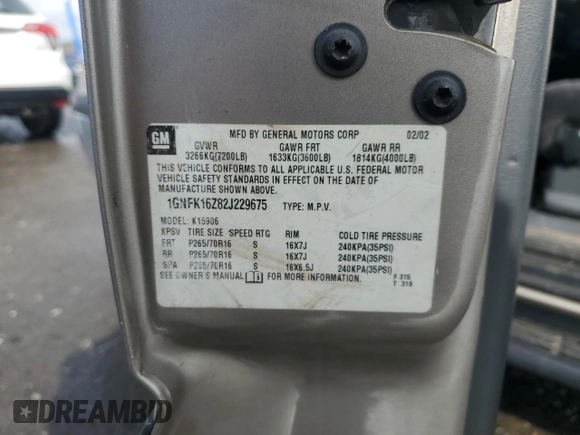 GM
MFD BY GENERAL MOTORS CORP 02/02
GVWR GAWR FRT GAWR RR
3266KG(7200LB) 1633KG(3600LB) 1814KG(4000LB)
THIS VEHICLE CONFORMS TO ALL APPLICABLE U.S. FEDERAL MOTOR
VEHICLE SAFETY STANDARDS IN EFFECT ON THE DATE OF
MANUFACTURE SHOWN ABOVE.
1GNFK16Z82J229675 TYPE: M.P.V.
MODEL: K15906
KPSV TIRE SIZE SPEED RTG RIM COLD TIRE PRESSURE
FRT P265/70R16 S 16X7J 240KPA(35PSI)
RR P265/70R16 S 16X7J 240KPA(35PSI)
SPA P265/70R16 S 16X6.5J 240KPA(35PSI)
SEE OWNER'S MANUAL FOR MORE INFORMATION. F 315
T 310
DREAMBID